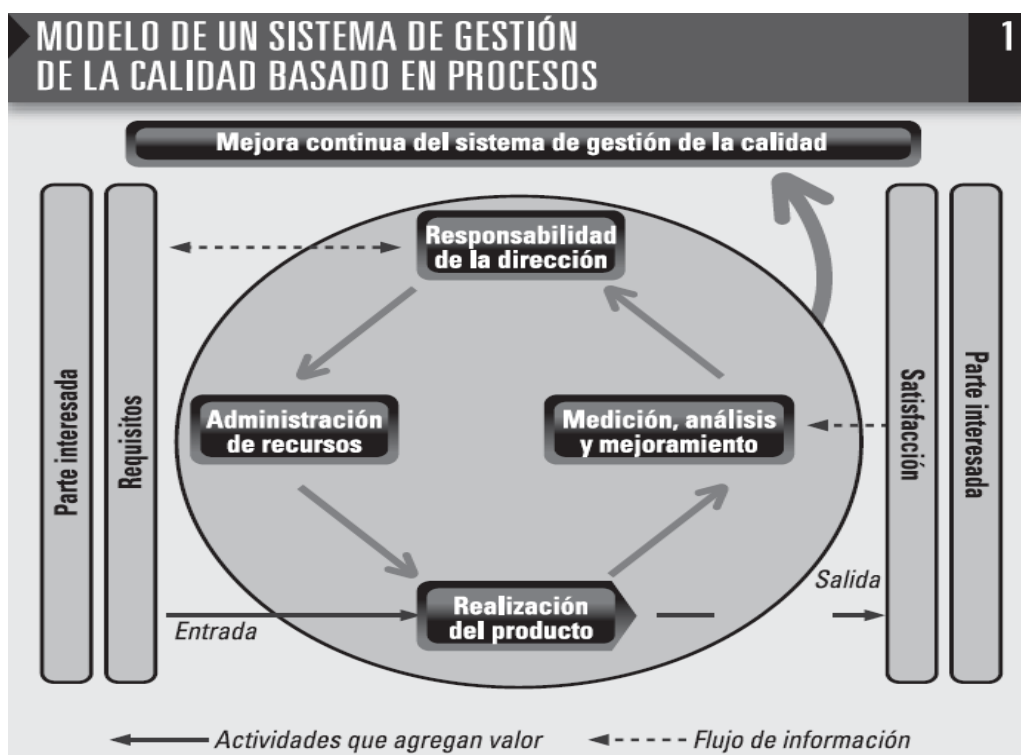 MODELO DE UN SISTEMA DE GESTIÓN
DE LA CALIDAD BASADO EN PROCESOS
1
Mejora continua del sistema de gestión de la calidad
Parte interesada
Requisitos
Responsabilidad
de la dirección
Administración
de recursos
Medición, análisis
y mejoramiento
Realización
del producto
Entrada
Salida
Satisfacción
Parte interesada
Actividades que agregan valor
Flujo de información